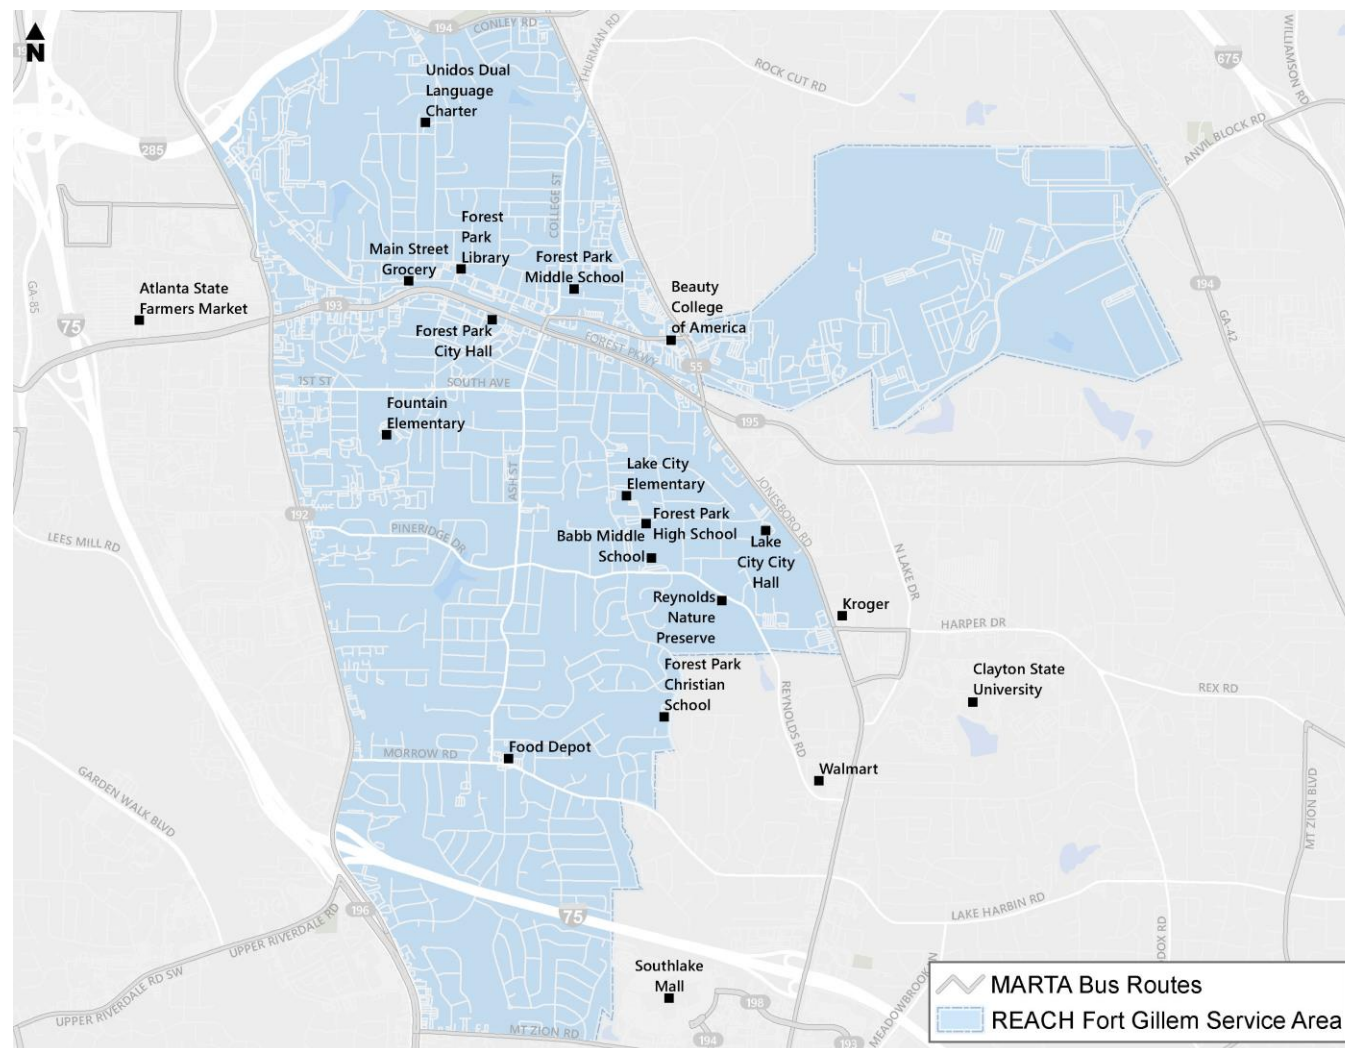 N
194
CONLEY RD
THURMAN RD
ROCK CUT RD
675
WILLIAMSON RD
ANVIL BLOCK RD
285
Unidos Dual
Language
Charter
COLLEGE ST
GA-85
75
Atlanta State
Farmers Market
193
Main Street
Grocery
Forest
Park
Library
Forest Park
Middle School
Beauty
College
of America
194
GA-42
Forest Park
City Hall
FOREST PKWY
55
195
1ST ST
SOUTH AVE
Fountain
Elementary
ASH ST
Lake City
Elementary
JONESBORO RD
192
LEES MILL RD
PINERIDGE DR
Forest Park
High School
Babb Middle
School
Lake
City City
Hall
N LAKE DR
Reynolds
Nature
Preserve
Kroger
HARPER DR
Forest Park
Christian
School
REYNOLDS RD
Clayton State
University
REX RD
MORROW RD
Food Depot
Walmart
GARDEN WALK BLVD
MT ZION BLVD
196
UPPER RIVERDALE RD
UPPER RIVERDALE RD SW
75
LAKE HARBIN RD
DOX RD
MEADOWBROOK LN
Southlake
Mall
198
194
193
MT ZION RD
MARTA Bus Routes
REACH Fort Gillem Service Area